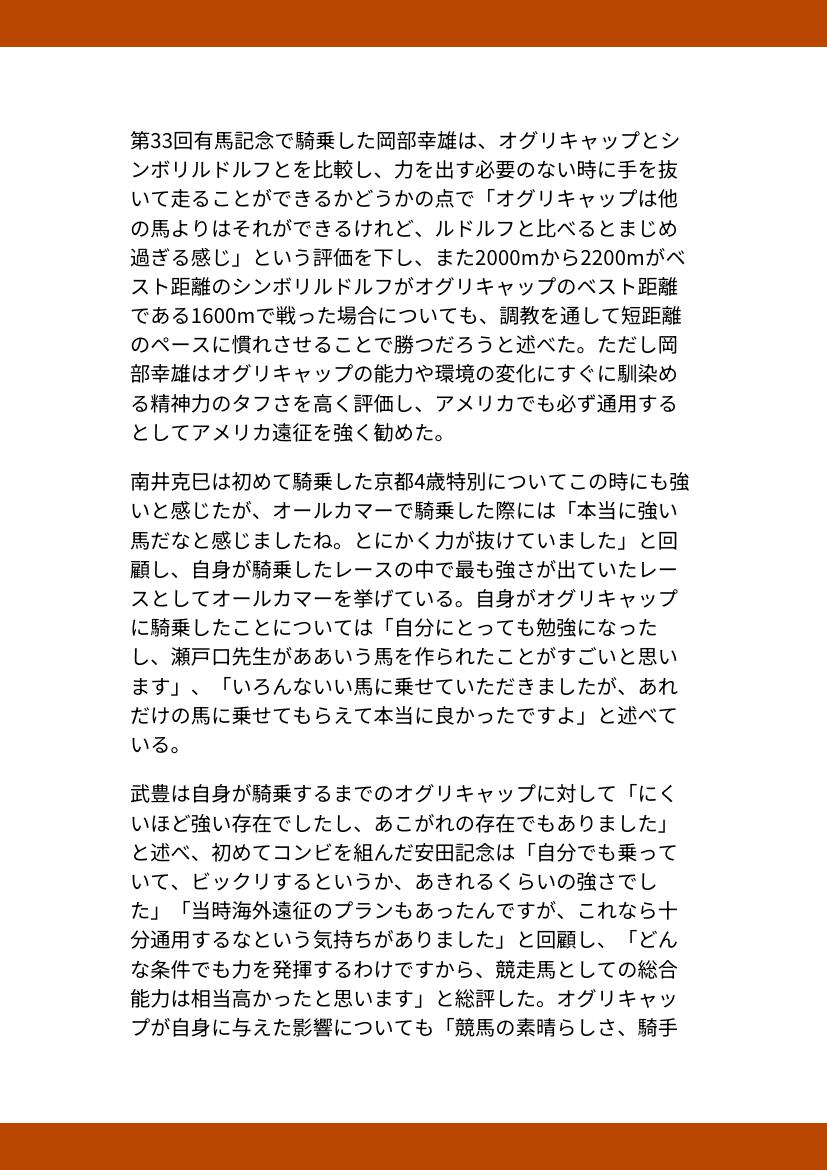 第33回有馬記念で騎乗した岡部幸雄は、オグリキャップとシ
ンボリルドルフとを比較し、力を出す必要のない時に手を抜
いて走ることができるかどうかの点で「オグリキャップは他
の馬よりはそれができるけれど、ルドルフと比べるとまじめ
過ぎる感じ」という評価を下し、また2000mから2200mがベ
スト距離のシンボリルドルフがオグリキャップのベスト距離
である1600mで戦った場合についても、調教を通して短距離
のペースに慣れさせることで勝つだろうと述べた。ただし岡
部幸雄はオグリキャップの能力や環境の変化にすぐに馴染め
る精神力のタフさを高く評価し、アメリカでも必ず通用する
としてアメリカ遠征を強く勧めた。
南井克巳は初めて騎乗した京都4歳特別についてこの時にも強
いと感じたが、オールカマーで騎乗した際には「本当に強い
馬だなと感じましたね。とにかく力が抜けていました」と回
顧し、自身が騎乗したレースの中で最も強さが出ていたレー
スとしてオールカマーを挙げている。自身がオグリキャップ
に騎乗したことについては「自分にとっても勉強になった
し、瀬戸口先生がああいう馬を作られたことがすごいと思い
ます」、「いろんないい馬に乗せていただきましたが、あれ
だけの馬に乗せてもらえて本当に良かったですよ」と述べて
いる。
武豊は自身が騎乗するまでのオグリキャップに対して「にく
いほど強い存在でしたし、あこがれの存在でもありました」
と述べ、初めてコンビを組んだ安田記念は「自分でも乗って
いて、ビックリするというか、あきれるくらいの強さでし
た」「当時海外遠征のプランもあったんですが、これなら十
分通用するなという気持ちがありました」と回顧し、「どん
な条件でも力を発揮するわけですから、競走馬としての総合
能力は相当高かったと思います」と総評した。オグリキャッ
プが自身に与えた影響についても「競馬の素晴らしさ、騎手